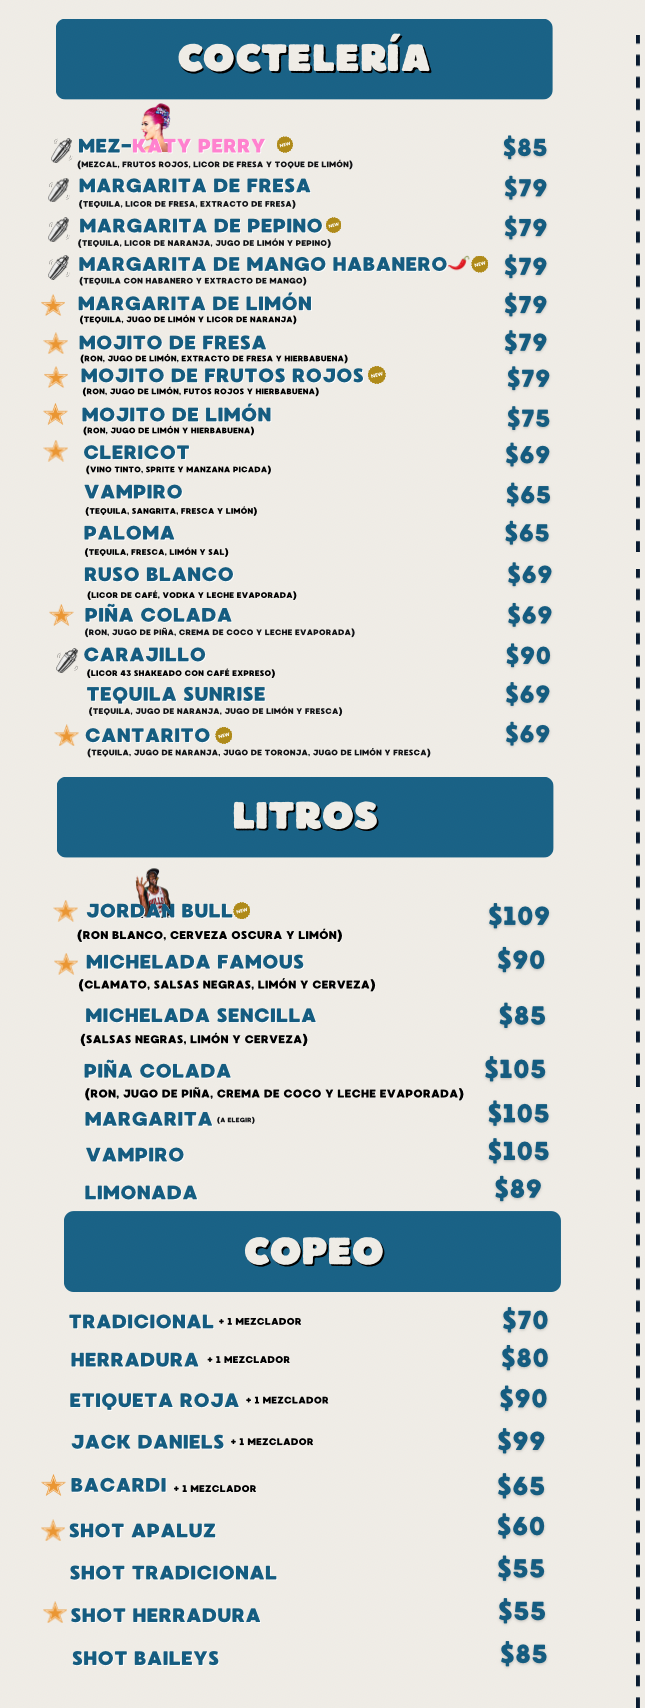 COCTELERÍA
MEZ-KATY PERRY NEW $85
(MEZCAL, FRUTOS ROJOS, LICOR DE FRESA Y TOQUE DE LIMÓN)
MARGARITA DE FRESA $79
(TEQUILA, LICOR DE FRESA, EXTRACTO DE FRESA)
MARGARITA DE PEPINO NEW $79
(TEQUILA, LICOR DE NARANJA, JUGO DE LIMÓN Y PEPINO)
MARGARITA DE MANGO HABANERO NEW $79
(TEQUILA CON HABANERO Y EXTRACTO DE MANGO)
MARGARITA DE LIMÓN $79
(TEQUILA, JUGO DE LIMÓN Y LICOR DE NARANJA)
MOJITO DE FRESA $79
(RON, JUGO DE LIMÓN, EXTRACTO DE FRESA Y HIERBABUENA)
MOJITO DE FRUTOS ROJOS NEW $79
(RON, JUGO DE LIMÓN, FUTOS ROJOS Y HIERBABUENA)
MOJITO DE LIMÓN $75
(RON, JUGO DE LIMÓN Y HIERBABUENA)
CLERICOT $69
(VINO TINTO, SPRITE Y MANZANA PICADA)
VAMPIRO $65
(TEQUILA, SANGRITA, FRESCA Y LIMÓN)
PALOMA $65
(TEQUILA, FRESCA, LIMÓN Y SAL)
RUSO BLANCO $69
(LICOR DE CAFÉ, VODKA Y LECHE EVAPORADA)
PIÑA COLADA $69
(RON, JUGO DE PIÑA, CREMA DE COCO Y LECHE EVAPORADA)
CARAJILLO $90
(LICOR 43 SHAKEADO CON CAFÉ EXPRESO)
TEQUILA SUNRISE $69
(TEQUILA, JUGO DE NARANJA, JUGO DE LIMÓN Y FRESCA)
CANTARITO NEW $69
(TEQUILA, JUGO DE NARANJA, JUGO DE TORONJA, JUGO DE LIMÓN Y FRESCA)
LITROS
JORDAN BULL NEW $109
(RON BLANCO, CERVEZA OSCURA Y LIMÓN)
MICHELADA FAMOUS $90
(CLAMATO, SALSAS NEGRAS, LIMÓN Y CERVEZA)
MICHELADA SENCILLA $85
(SALSAS NEGRAS, LIMÓN Y CERVEZA)
PIÑA COLADA $105
(RON, JUGO DE PIÑA, CREMA DE COCO Y LECHE EVAPORADA)
MARGARITA (A ELEGIR) $105
VAMPIRO $105
LIMONADA $89
COPEO
TRADICIONAL + 1 MEZCLADOR $70
HERRADURA + 1 MEZCLADOR $80
ETIQUETA ROJA + 1 MEZCLADOR $90
JACK DANIELS + 1 MEZCLADOR $99
BACARDI + 1 MEZCLADOR $65
SHOT APALUZ $60
SHOT TRADICIONAL $55
SHOT HERRADURA $55
SHOT BAILEYS $85